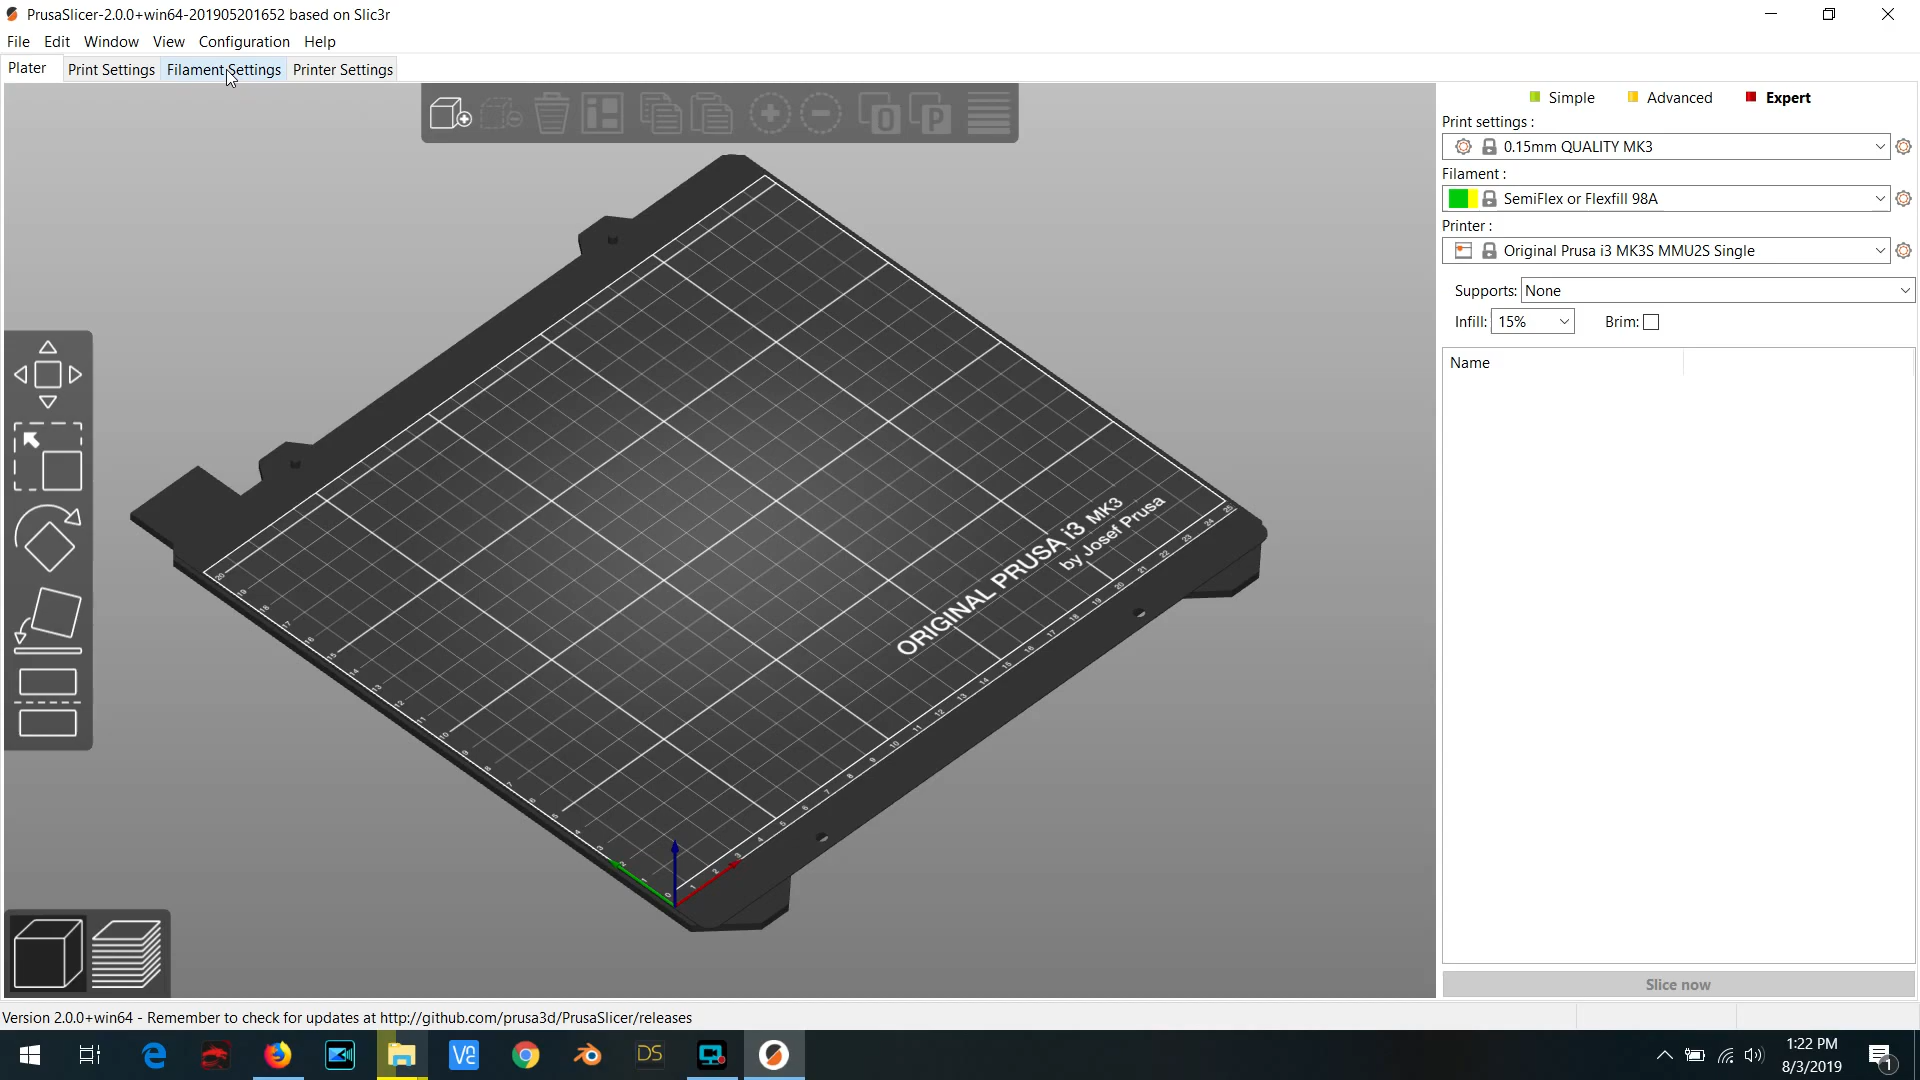 PrusaSlicer-2.0.0+win64-201905201652 based on Slic3r
File Edit Window View Configuration Help
Plater Print Settings Filament Settings Printer Settings
Simple Advanced Expert
Print settings :
0.15mm QUALITY MK3
Filament :
SemiFlex or Flexfill 98A
Printer :
Original Prusa i3 MK3S MMU2S Single
Supports: None
Infill: 15% Brim:
Name
O P
ORIGINAL PRUSA i3 MK3
by Josef Prusa
Slice now
Version 2.0.0+win64 - Remember to check for updates at http://github.com/prusa3d/PrusaSlicer/releases
DS
1:22 PM
8/3/2019
1